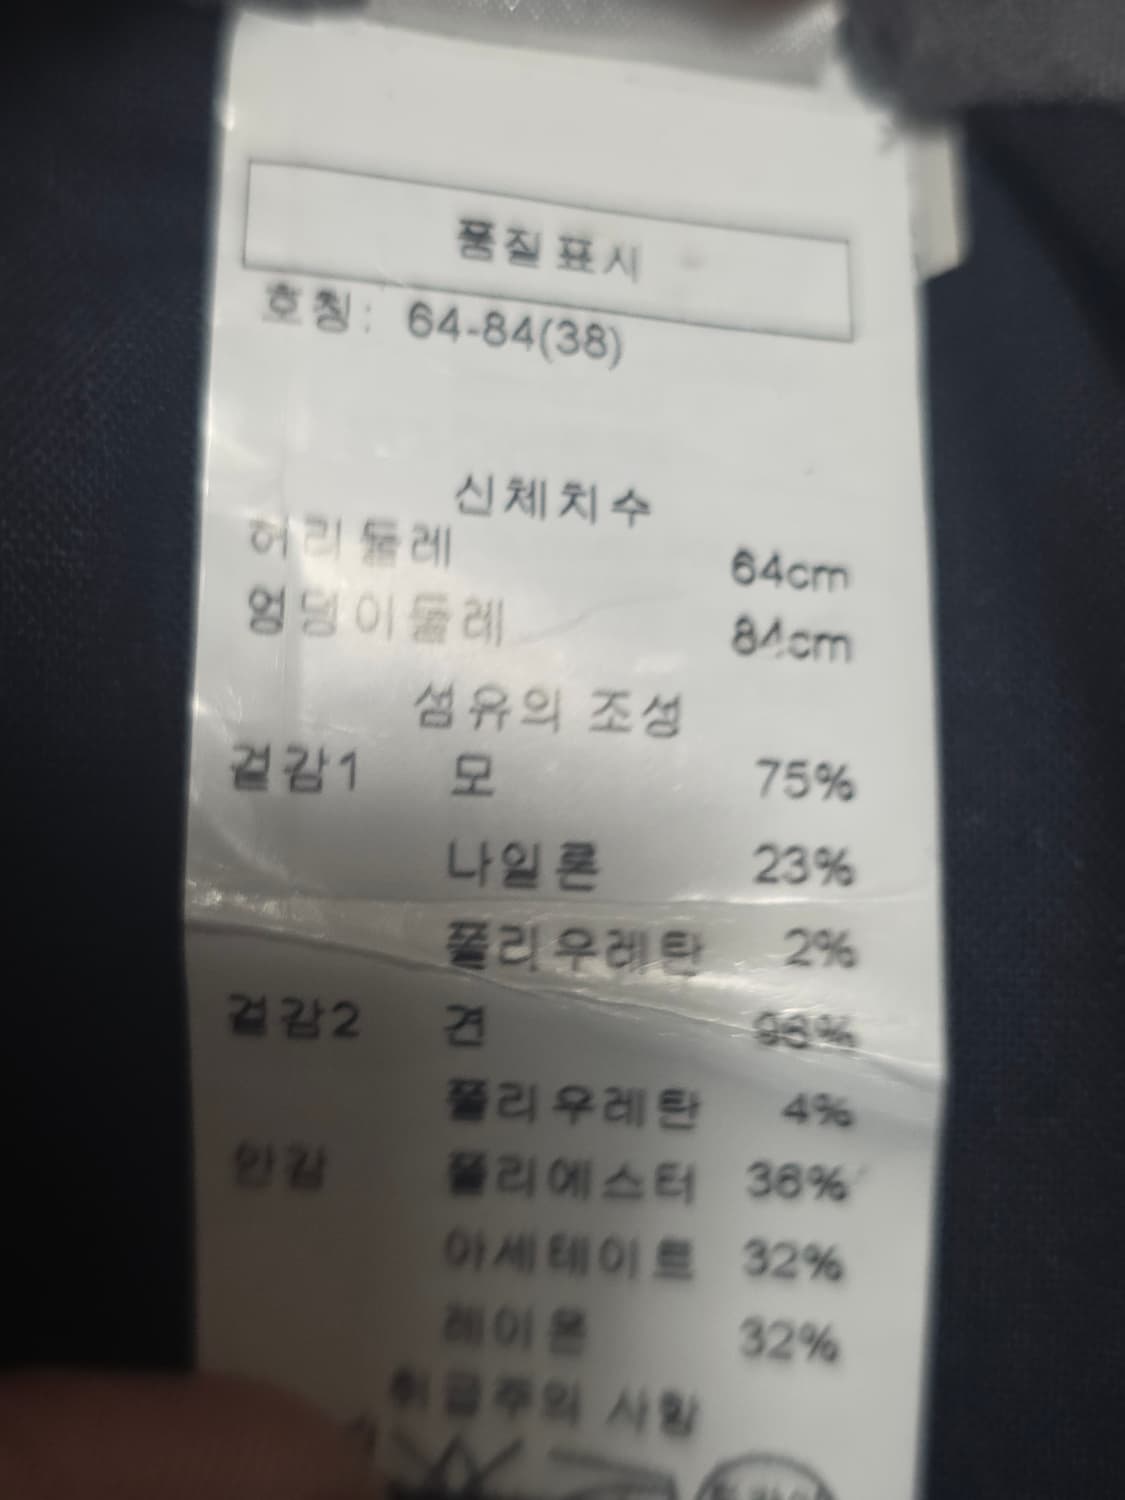 품질표시
호칭: 64-84(38)
신체치수
허리둘레 64cm
엉덩이둘레 84cm
섬유의 조성
겉감1 모 75%
나일론 23%
폴리우레탄 2%
겉감2 견 96%
폴리우레탄 4%
안감 폴리에스터 36%
아세테이트 32%
레이온 32%
취급주의 사항